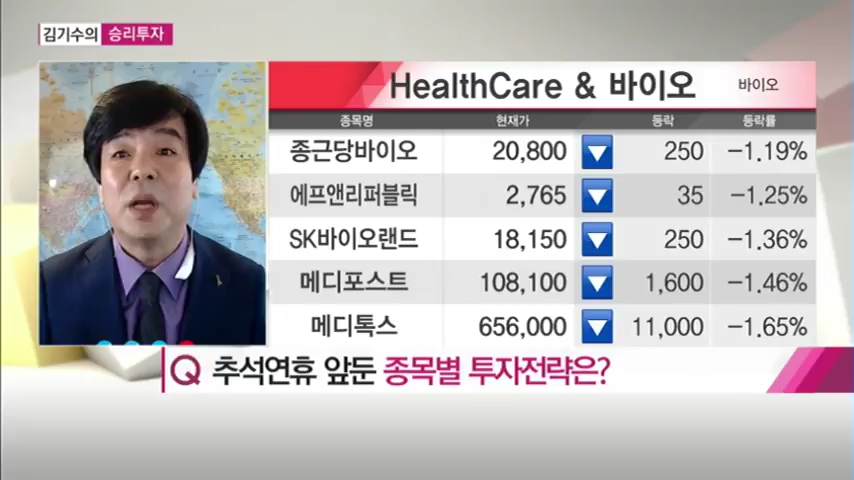 김기수의 승리투자
HealthCare & 바이오 바이오
종목명 현재가 등락 등락률
종근당바이오 20,800 ▼ 250 -1.19%
에프앤리퍼블릭 2,765 ▼ 35 -1.25%
SK바이오랜드 18,150 ▼ 250 -1.36%
메디포스트 108,100 ▼ 1,600 -1.46%
메디톡스 656,000 ▼ 11,000 -1.65%
Q 추석연휴 앞둔 종목별 투자전략은?